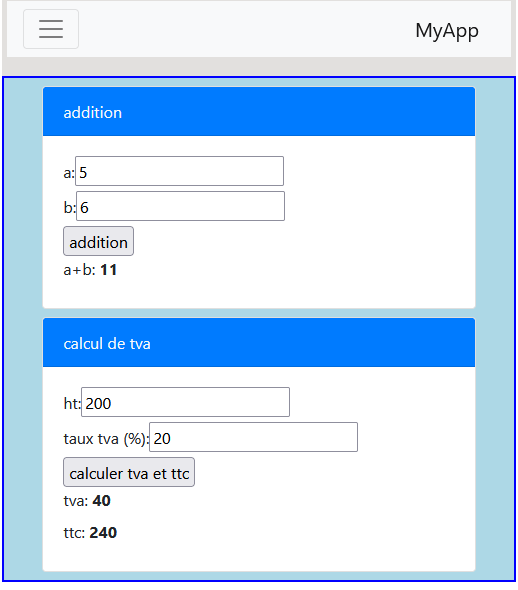 MyApp
addition
a: 5
b: 6
addition
a+b: 11
calcul de tva
ht: 200
taux tva (%): 20
calculer tva et ttc
tva: 40
ttc: 240